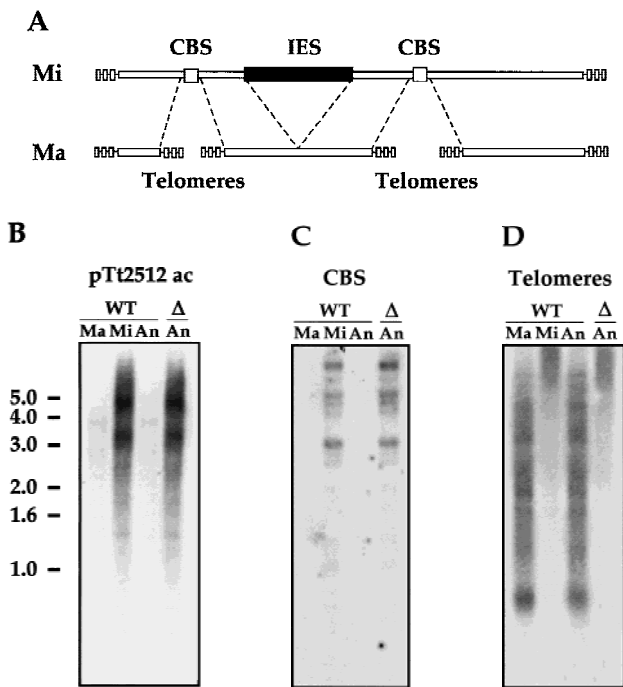 A
CBS IES CBS
Mi
Ma
Telomeres Telomeres
B C D
pTt2512 ac CBS Telomeres
WT Δ WT Δ WT Δ
Ma Mi An An Ma Mi An An Ma Mi An An
5.0
4.0
3.0
2.0
1.6
1.0